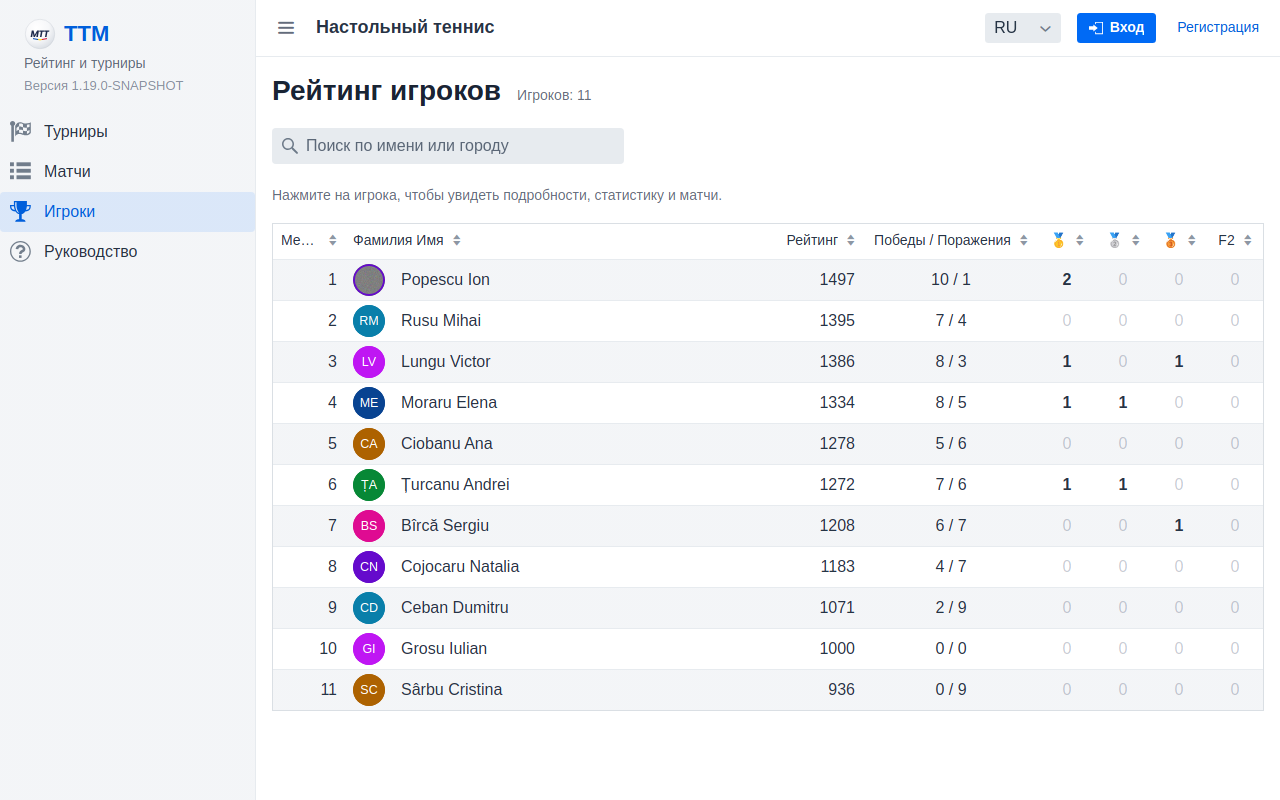 MTT TTM
Рейтинг и турниры
Версия 1.19.0-SNAPSHOT
Турниры
Матчи
Игроки
Руководство
Настольный теннис
RU
Вход
Регистрация
Рейтинг игроков
Игроков: 11
Поиск по имени или городу
Нажмите на игрока, чтобы увидеть подробности, статистику и матчи.
Ме... Фамилия Имя Рейтинг Победы / Поражения 🥇 🥈 🥉 F2
1 Popescu Ion 1497 10 / 1 2 0 0 0
2 RM Rusu Mihai 1395 7 / 4 0 0 0 0
3 LV Lungu Victor 1386 8 / 3 1 0 1 0
4 ME Moraru Elena 1334 8 / 5 1 1 0 0
5 CA Ciobanu Ana 1278 5 / 6 0 0 0 0
6 ȚA Țurcanu Andrei 1272 7 / 6 1 1 0 0
7 BS Bîrcă Sergiu 1208 6 / 7 0 0 1 0
8 CN Cojocaru Natalia 1183 4 / 7 0 0 0 0
9 CD Ceban Dumitru 1071 2 / 9 0 0 0 0
10 GI Grosu Iulian 1000 0 / 0 0 0 0 0
11 SC Sârbu Cristina 936 0 / 9 0 0 0 0